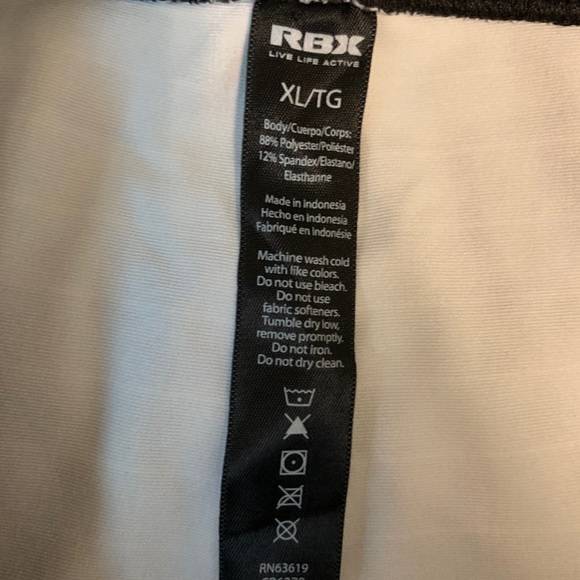 RBX
LIVE LIFE ACTIVE
XL/TG
Body/Cuerpo/Corps:
88% Polyester/Poliéster
12% Spandex/Elastano/
Elasthanne
Made in Indonesia
Hecho en Indonesia
Fabriqué en Indonésie
Machine wash cold
with like colors.
Do not use bleach.
Do not use
fabric softeners.
Tumble dry low,
remove promptly.
Do not iron.
Do not dry clean.
RN63619